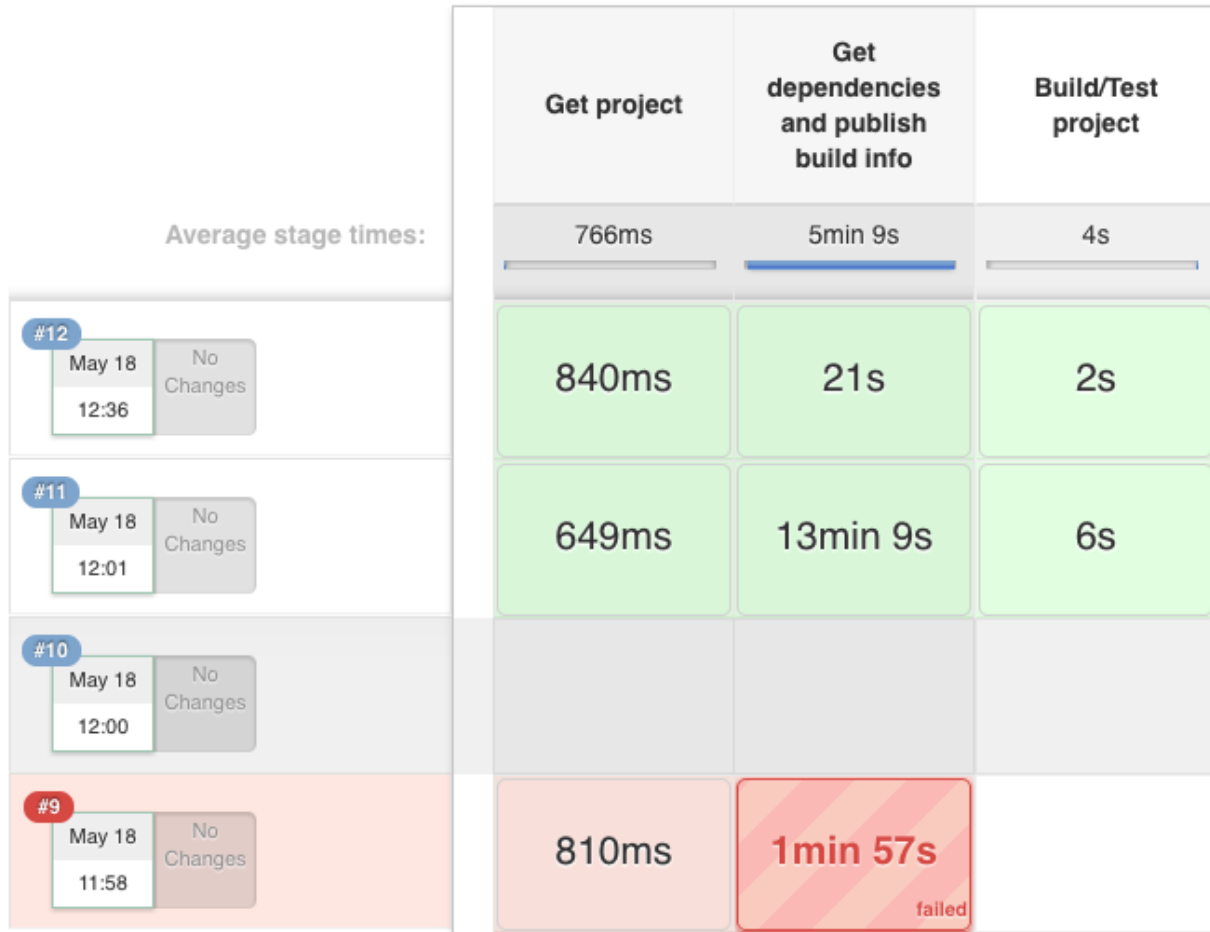 Get project
Get
dependencies
and publish
build info
Build/Test
project
Average stage times:
766ms
5min 9s
4s
#12
May 18
12:36
No
Changes
840ms
21s
2s
#11
May 18
12:01
No
Changes
649ms
13min 9s
6s
#10
May 18
12:00
No
Changes
#9
May 18
11:58
No
Changes
810ms
1min 57s
failed